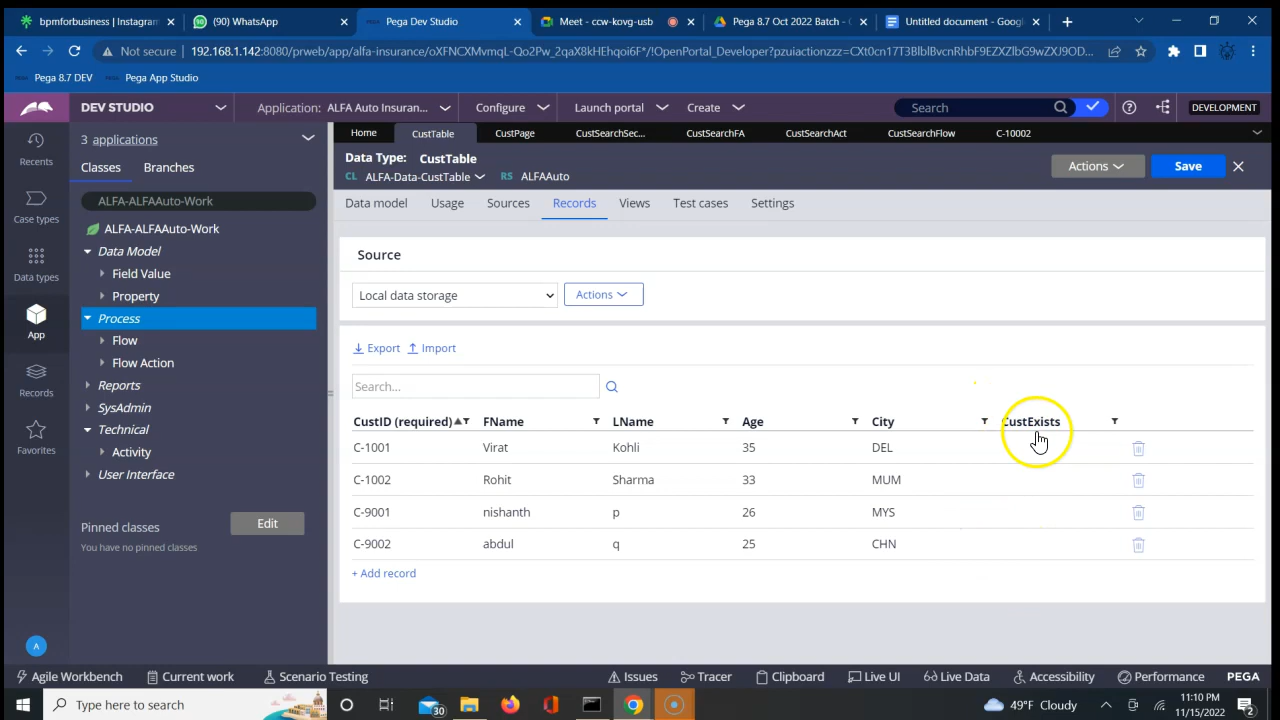 bpmforbusiness | Instagram
(90) WhatsApp
Pega Dev Studio
Meet - ccw-kovg-usb
Pega 8.7 Oct 2022 Batch -
Untitled document - Google
Not secure 192.168.1.142:8080/prweb/app/alfa-insurance/
Pega 8.7 DEV Pega App Studio
DEV STUDIO Application: ALFA Auto Insuran... Configure Launch portal Create Search DEVELOPMENT
Recents
Case types
Data types
App
Records
Favorites
A
3 applications
Classes Branches
ALFA-ALFAAuto-Work
ALFA-ALFAAuto-Work
Data Model
Field Value
Property
Process
Flow
Flow Action
Reports
SysAdmin
Technical
Activity
User Interface
Pinned classes Edit
You have no pinned classes
Home CustTable CustPage CustSearchSec... CustSearchFA CustSearchAct CustSearchFlow C-10002
Data Type: CustTable
CL ALFA-Data-CustTable RS ALFAAuto Actions Save
Data model Usage Sources Records Views Test cases Settings
Source
Local data storage Actions
Export Import
Search...
CustID (required) FName LName Age City CustExists
C-1001 Virat Kohli 35 DEL
C-1002 Rohit Sharma 33 MUM
C-9001 nishanth p 26 MYS
C-9002 abdul q 25 CHN
+ Add record
Agile Workbench Current work Scenario Testing Issues Tracer Clipboard Live UI Live Data Accessibility Performance PEGA
Type here to search 30 49°F Cloudy 11:10 PM
11/15/2022 2